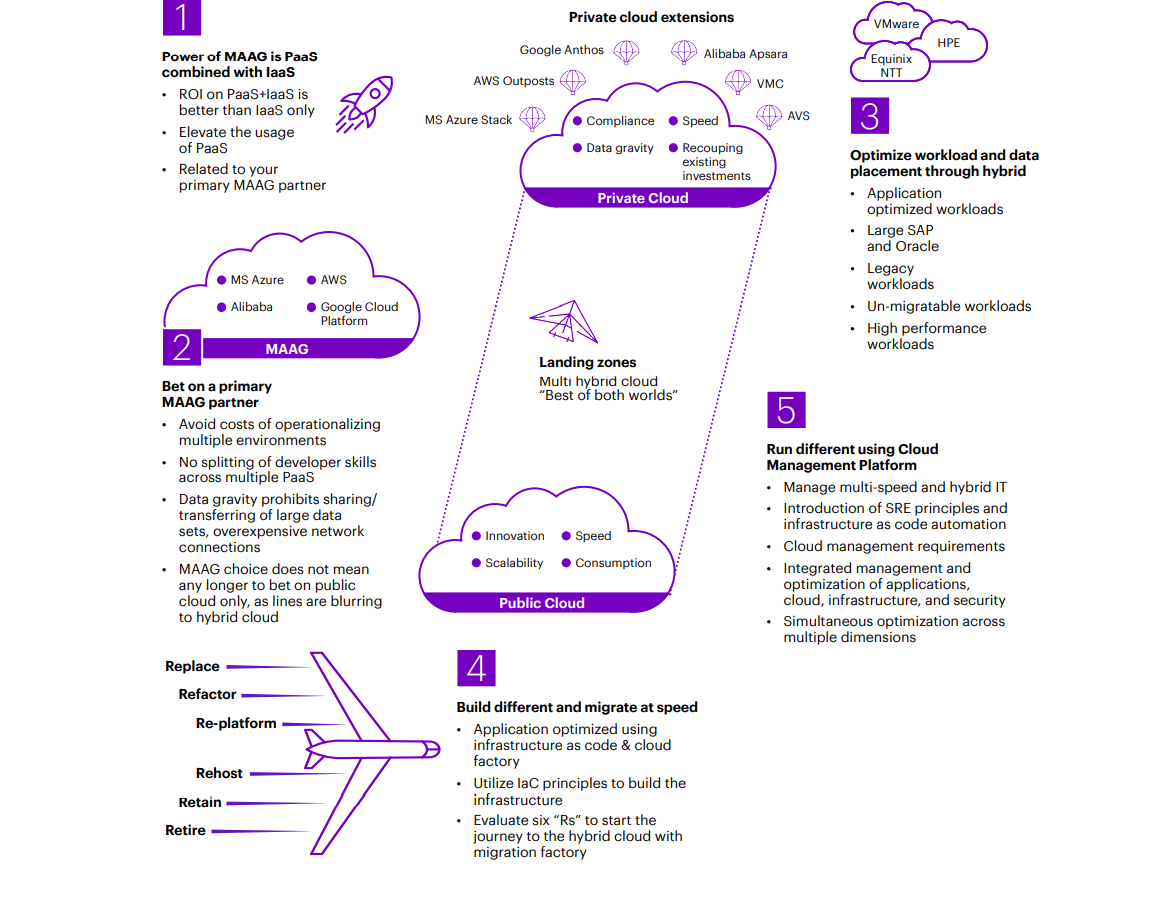 1
Power of MAAG is PaaS
combined with IaaS
• ROI on PaaS+IaaS is
better than IaaS only
• Elevate the usage
of PaaS
• Related to your
primary MAAG partner
Private cloud extensions
Google Anthos
Alibaba Apsara
AWS Outposts
VMC
MS Azure Stack
AVS
Compliance
Speed
Data gravity
Recouping
existing
investments
Private Cloud
VMware
HPE
Equinix
NTT
3
Optimize workload and data
placement through hybrid
• Application
optimized workloads
• Large SAP
and Oracle
• Legacy
workloads
• Un-migratable workloads
• High performance
workloads
MS Azure
AWS
Alibaba
Google Cloud
Platform
2
MAAG
Bet on a primary
MAAG partner
• Avoid costs of operationalizing
multiple environments
• No splitting of developer skills
across multiple PaaS
• Data gravity prohibits sharing/
transferring of large data
sets, overexpensive network
connections
• MAAG choice does not mean
any longer to bet on public
cloud only, as lines are blurring
to hybrid cloud
Landing zones
Multi hybrid cloud
“Best of both worlds”
Innovation
Speed
Scalability
Consumption
Public Cloud
5
Run different using Cloud
Management Platform
• Manage multi-speed and hybrid IT
• Introduction of SRE principles and
infrastructure as code automation
• Cloud management requirements
• Integrated management and
optimization of applications,
cloud, infrastructure, and security
• Simultaneous optimization across
multiple dimensions
Replace
Refactor
Re-platform
Rehost
Retain
Retire
4
Build different and migrate at speed
• Application optimized using
infrastructure as code & cloud
factory
• Utilize IaC principles to build the
infrastructure
• Evaluate six “Rs” to start the
journey to the hybrid cloud with
migration factory